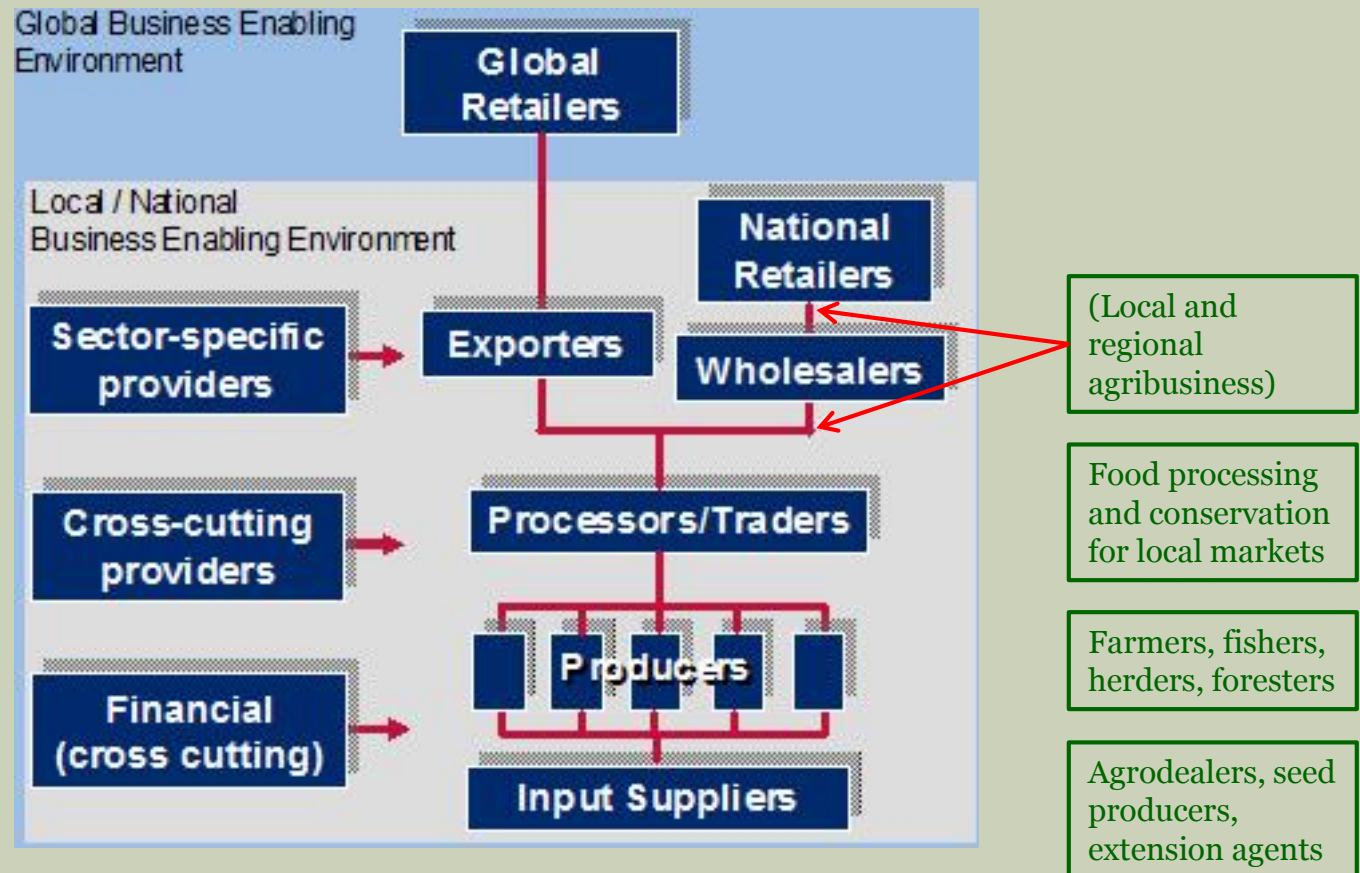 Global Business Enabling
Environment
Global
Retailers
Local / National
Business Enabling Environment
National
Retailers
Sector-specific
providers
Exporters
Wholesalers
(Local and
regional
agribusiness)
Cross-cutting
providers
Processors/Traders
Food processing
and conservation
for local markets
Producers
Farmers, fishers,
herders, foresters
Financial
(cross cutting)
Input Suppliers
Agrodealers, seed
producers,
extension agents